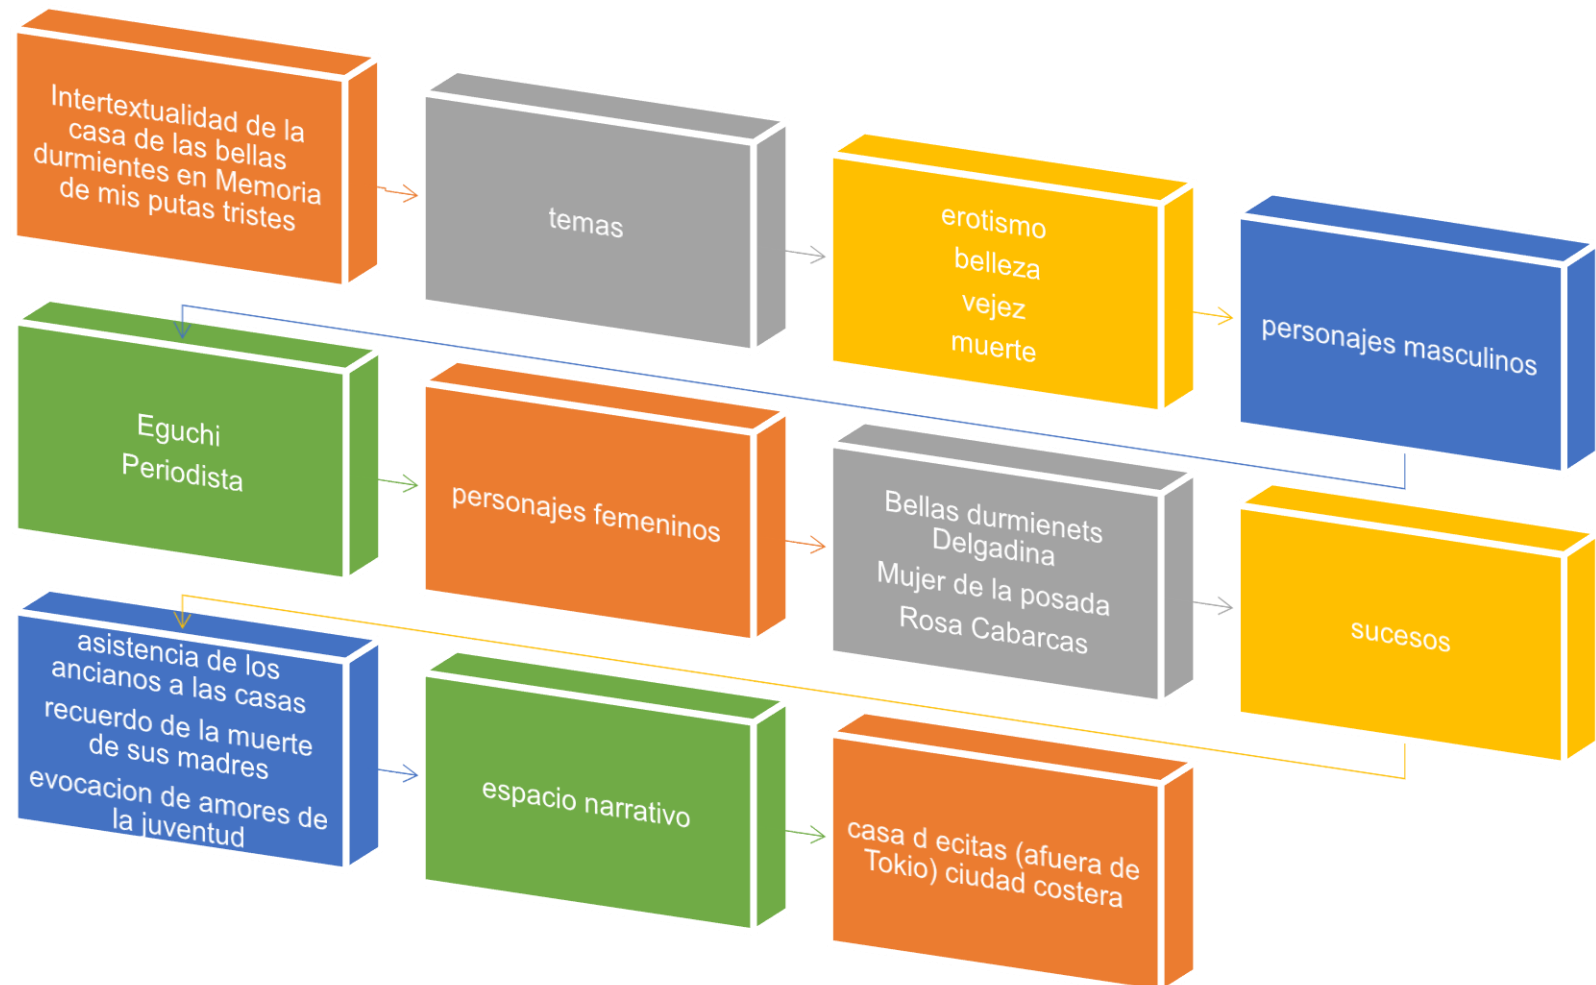 Intertextualidad de la
casa de las bellas
durmientes en Memoria
de mis putas tristes
temas
erotismo
belleza
vejez
muerte
personajes masculinos
Eguchi
Periodista
personajes femeninos
Bellas durmienets
Delgadina
Mujer de la posada
Rosa Cabarcas
sucesos
asistencia de los
ancianos a las casas
recuerdo de la muerte
de sus madres
evocacion de amores de
la juventud
espacio narrativo
casa d ecitas (afuera de
Tokio) ciudad costera